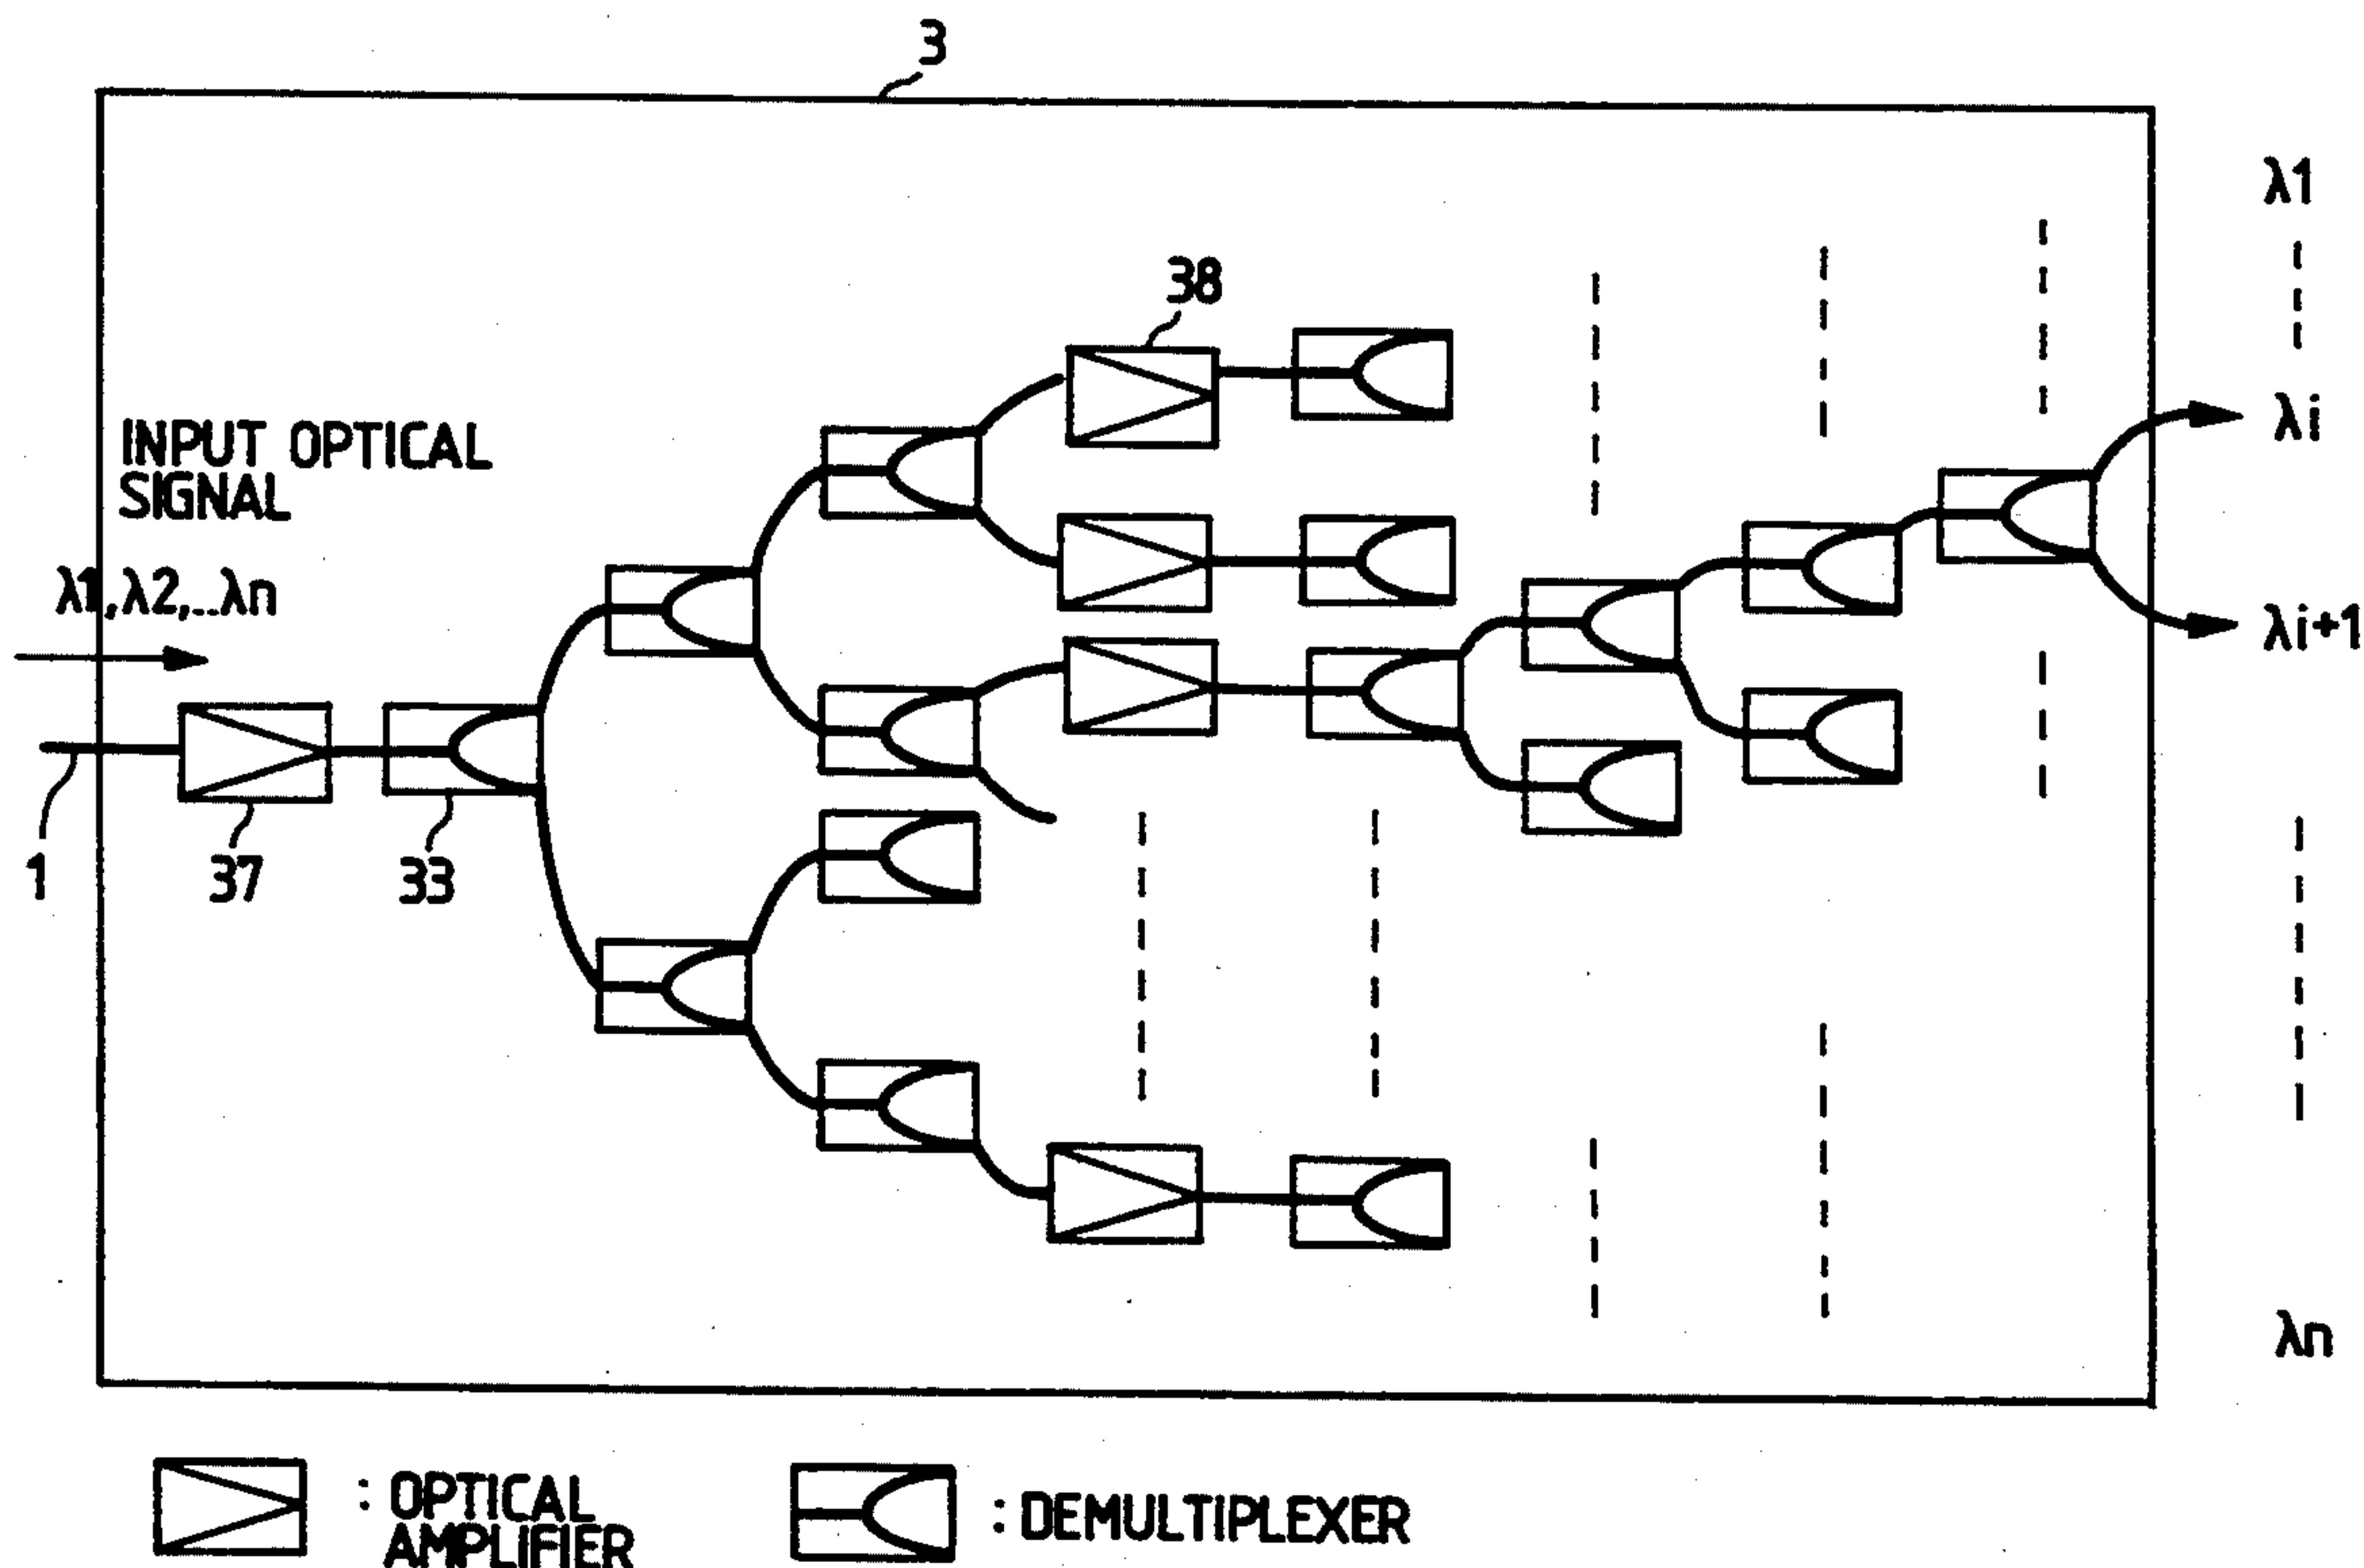 3
λ1
38
λi
INPUT OPTICAL
SIGNAL
λ1,λ2,...λn
λi+1
1
37
33
λn
: OPTICAL
AMPLIFIER
: DEMULTIPLEXER